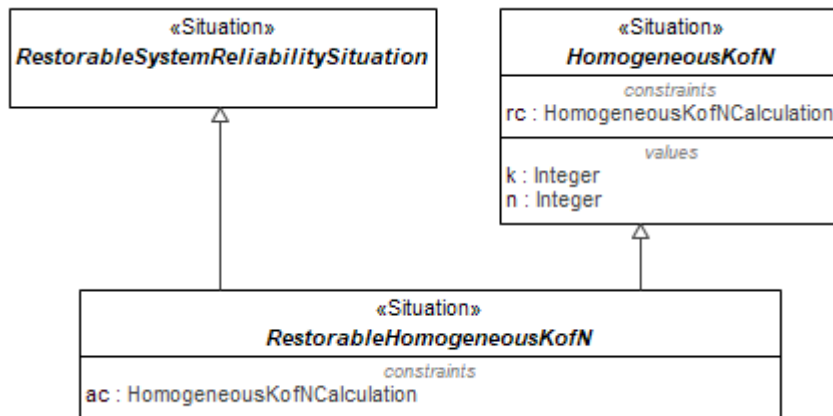 «Situation»
RestorableSystemReliabilitySituation
«Situation»
HomogeneousKofN
constraints
rc : HomogeneousKofNCalculation
values
k : Integer
n : Integer
«Situation»
RestorableHomogeneousKofN
constraints
ac : HomogeneousKofNCalculation